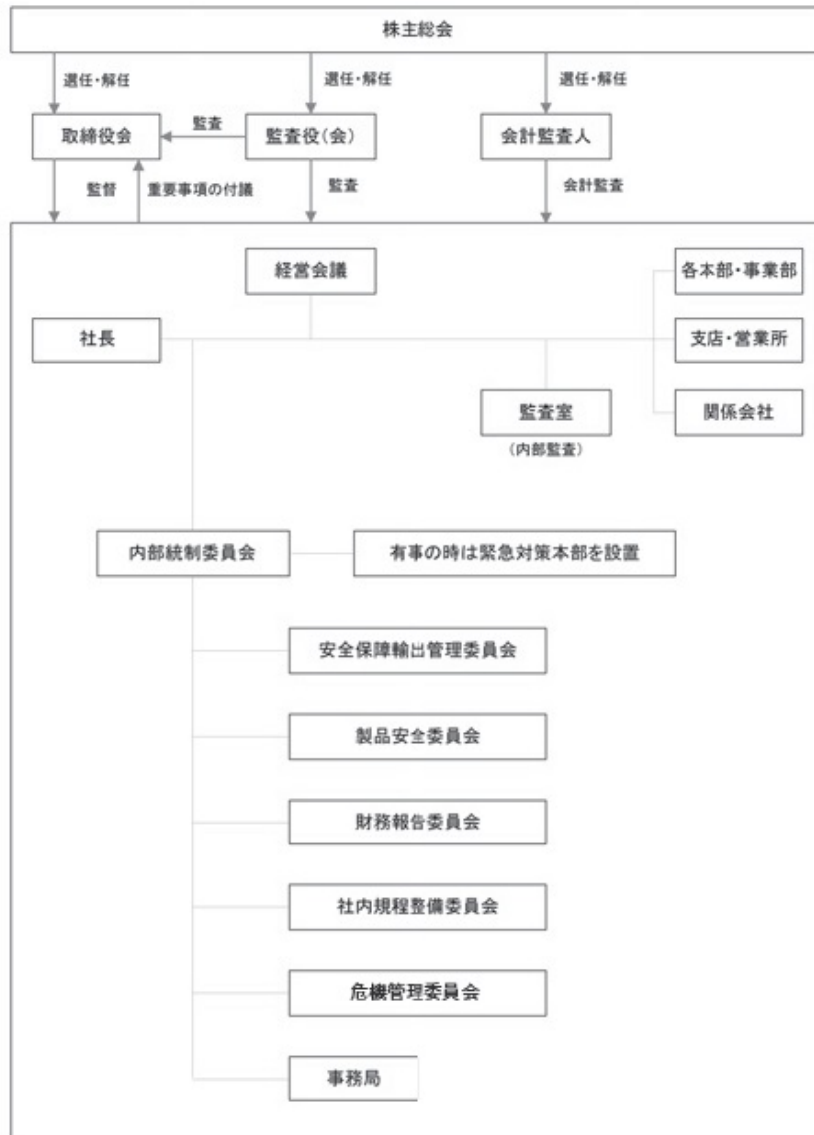 株主総会
選任・解任
選任・解任
選任・解任
取締役会
監査
監査役(会)
会計監査人
監督
重要事項の付議
監査
会計監査
経営会議
各本部・事業部
社長
支店・営業所
監査室
(内部監査)
関係会社
内部統制委員会
有事の時は緊急対策本部を設置
安全保障輸出管理委員会
製品安全委員会
財務報告委員会
社内規程整備委員会
危機管理委員会
事務局